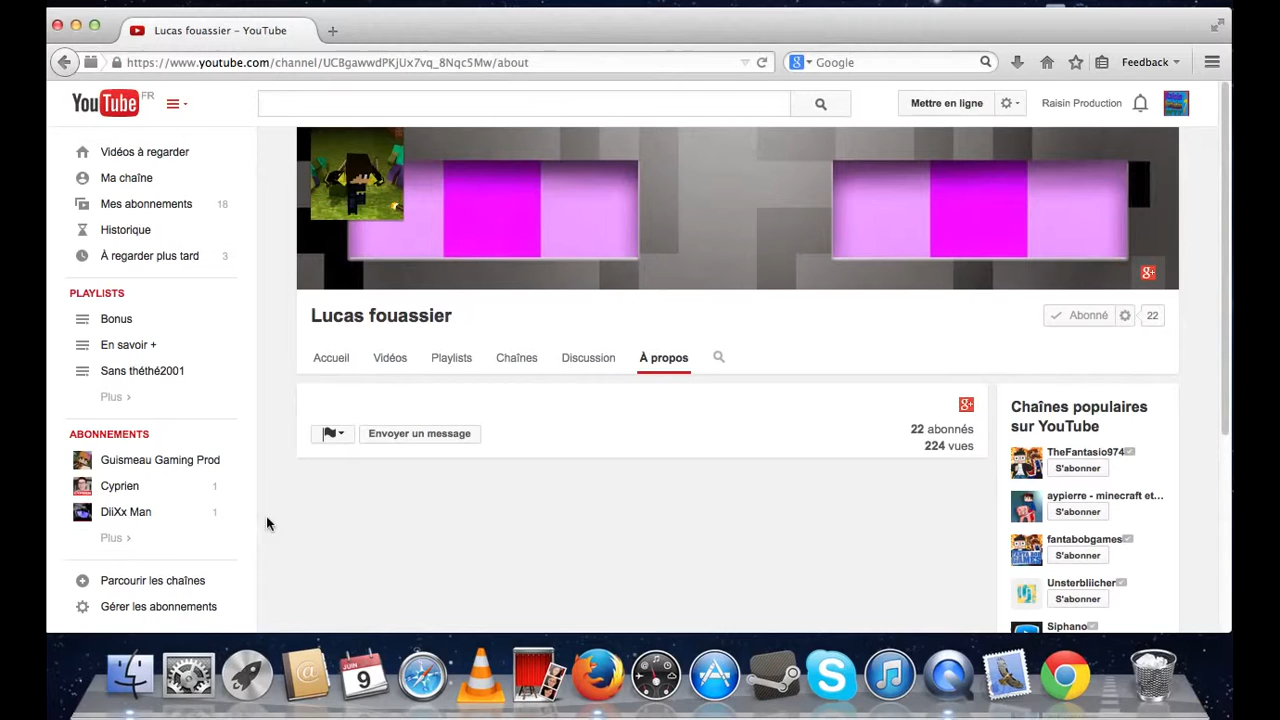 Lucas fouassier – YouTube
https://www.youtube.com/channel/UCBgawwdPKjUx7vq_8Nqc5Mw/about
Google
Feedback
YouTube FR
Mettre en ligne
Raisin Production
Vidéos à regarder
Ma chaîne
Mes abonnements 18
Historique
À regarder plus tard 3
PLAYLISTS
Bonus
En savoir +
Sans théthé2001
Plus ›
ABONNEMENTS
Guismeau Gaming Prod
Cyprien 1
DiiXx Man 1
Plus ›
Parcourir les chaînes
Gérer les abonnements
g+
Lucas fouassier
Abonné 22
Accueil Vidéos Playlists Chaînes Discussion À propos
g+
Envoyer un message
22 abonnés
224 vues
Chaînes populaires
sur YouTube
TheFantasio974
S'abonner
aypierre - minecraft et...
S'abonner
fantabobgames
S'abonner
Unsterbliicher
S'abonner
Siphano
JUIN
9